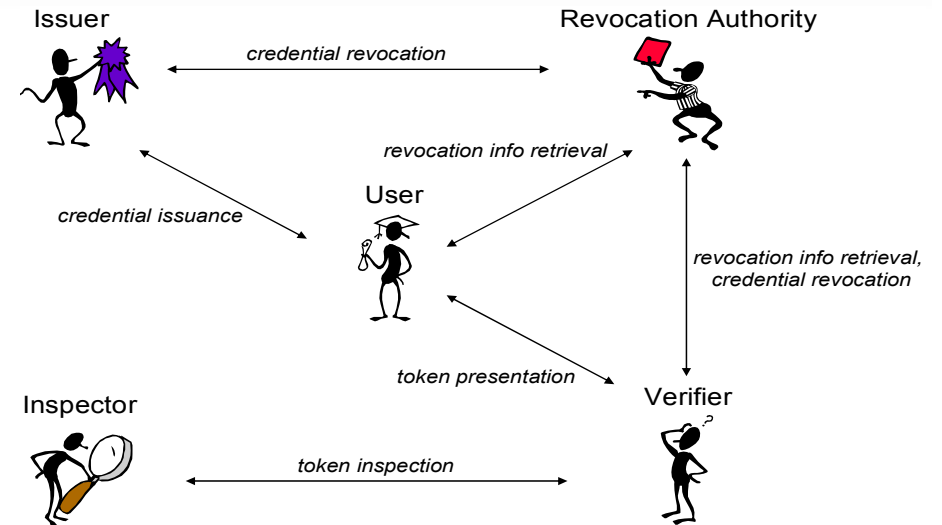 Issuer
Revocation Authority
credential revocation
revocation info retrieval
User
credential issuance
revocation info retrieval,
credential revocation
token presentation
Inspector
Verifier
?
token inspection